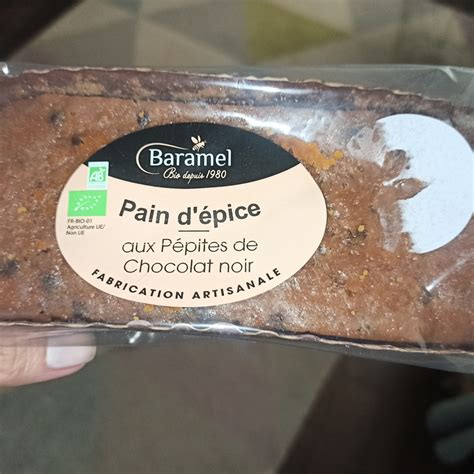 Baramel
Bio depuis 1980
AB
FR-BIO-01
Agriculture UE/
Non UE
Pain d'épice
aux Pépites de
Chocolat noir
FABRICATION ARTISANALE